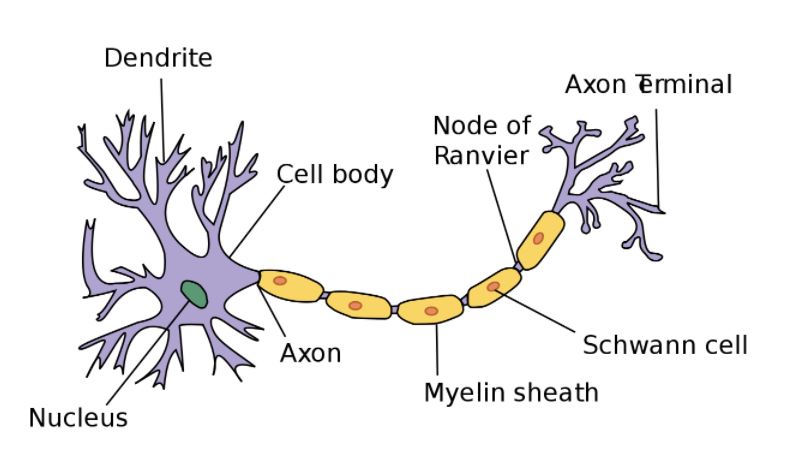 Dendrite
Axon Terminal
Node of
Ranvier
Cell body
Axon
Schwann cell
Myelin sheath
Nucleus